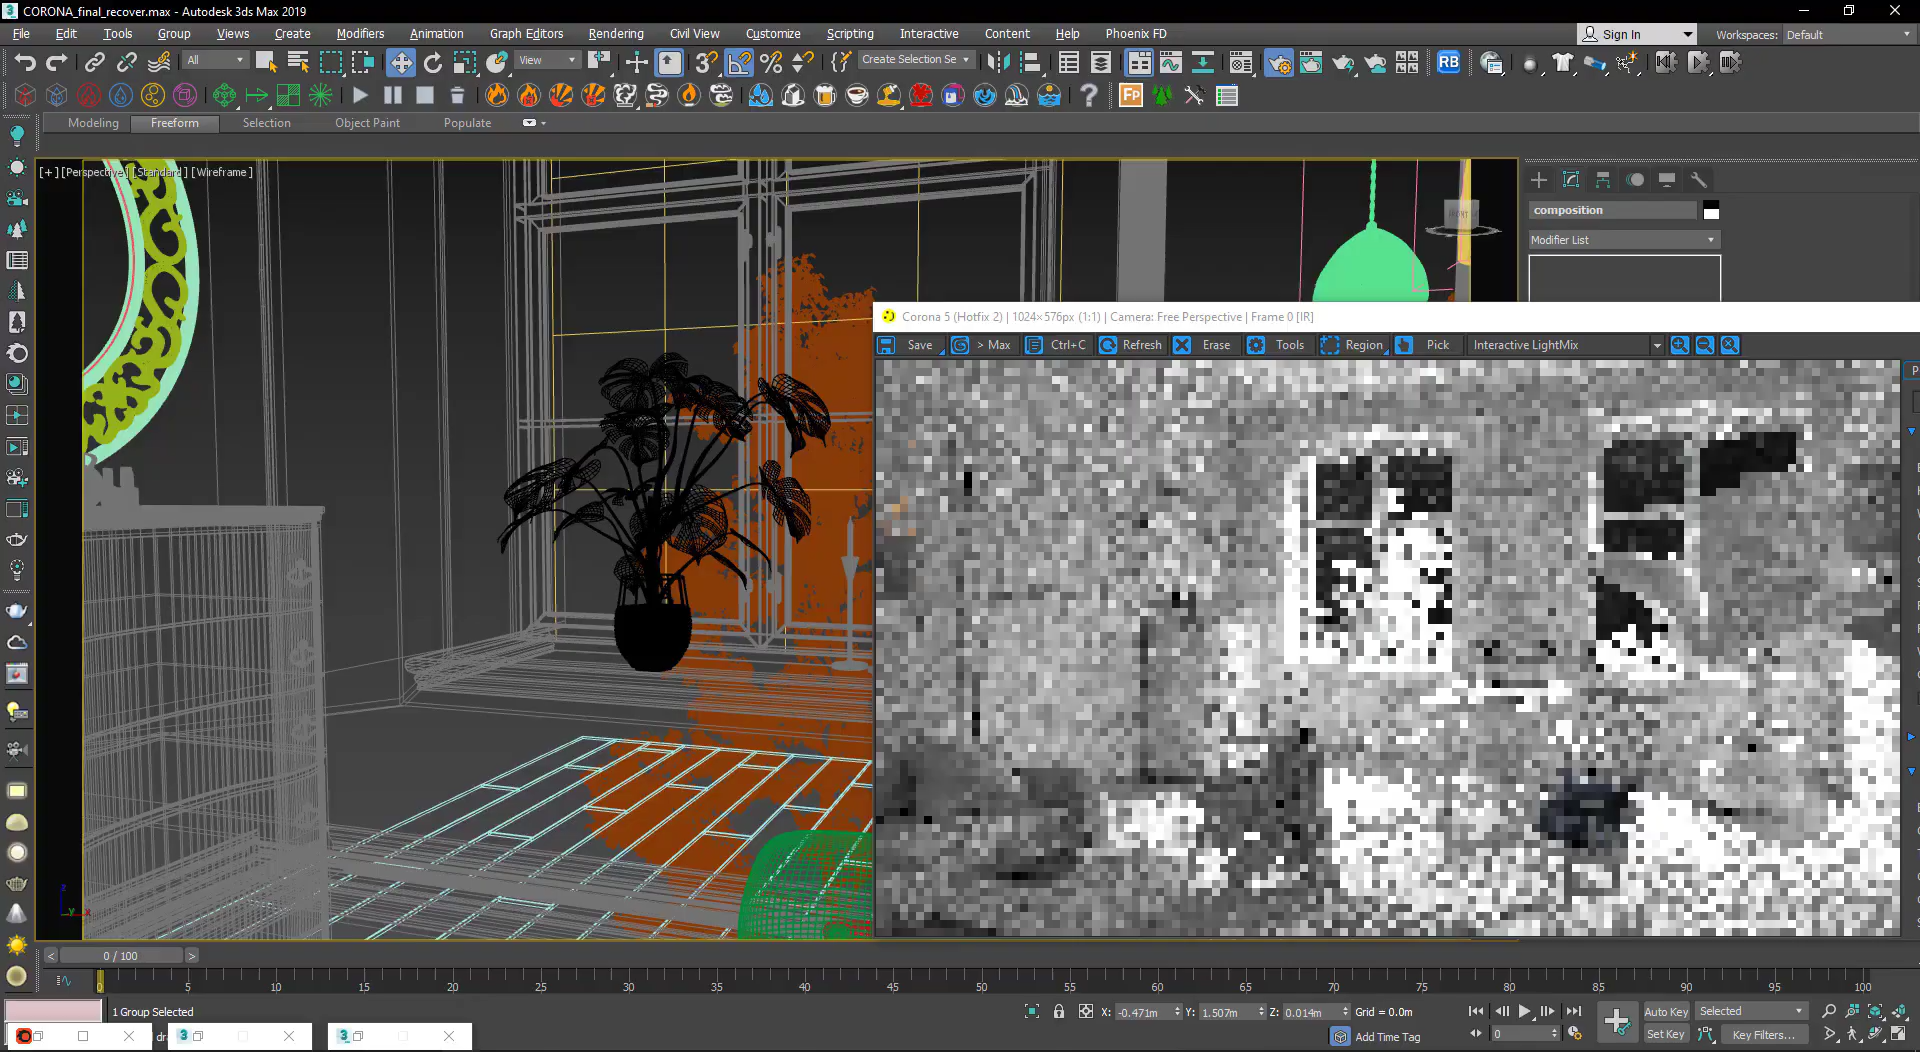 CORONA_final_recover.max - Autodesk 3ds Max 2019
File Edit Tools Group Views Create Modifiers Animation Graph Editors Rendering Civil View Customize Scripting Interactive Content Help Phoenix FD Sign In Workspaces: Default
All View Create Selection Se RB
Fp
Modeling Freeform Selection Object Paint Populate
[+] [Perspective] [Standard] [Wireframe]
composition
Modifier List
Corona 5 (Hotfix 2) | 1024×576px (1:1) | Camera: Free Perspective | Frame 0 [IR]
Save > Max Ctrl+C Refresh Erase Tools Region Pick Interactive LightMix
z
y x
< 0 / 100 >
0 5 10 15 20 25 30 35 40 45 50 55 60 65 70 75 80 85 90 95 100
1 Group Selected X: -0.471m Y: 1.507m Z: 0.014m Grid = 0.0m Auto Key Selected
Add Time Tag 0 Set Key Key Filters...